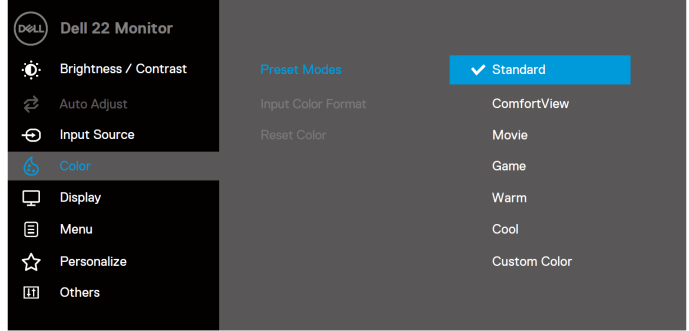 DELL Dell 22 Monitor
Brightness / Contrast
Auto Adjust
Input Source
Color
Display
Menu
Personalize
Others
Preset Modes
Input Color Format
Reset Color
Standard
ComfortView
Movie
Game
Warm
Cool
Custom Color